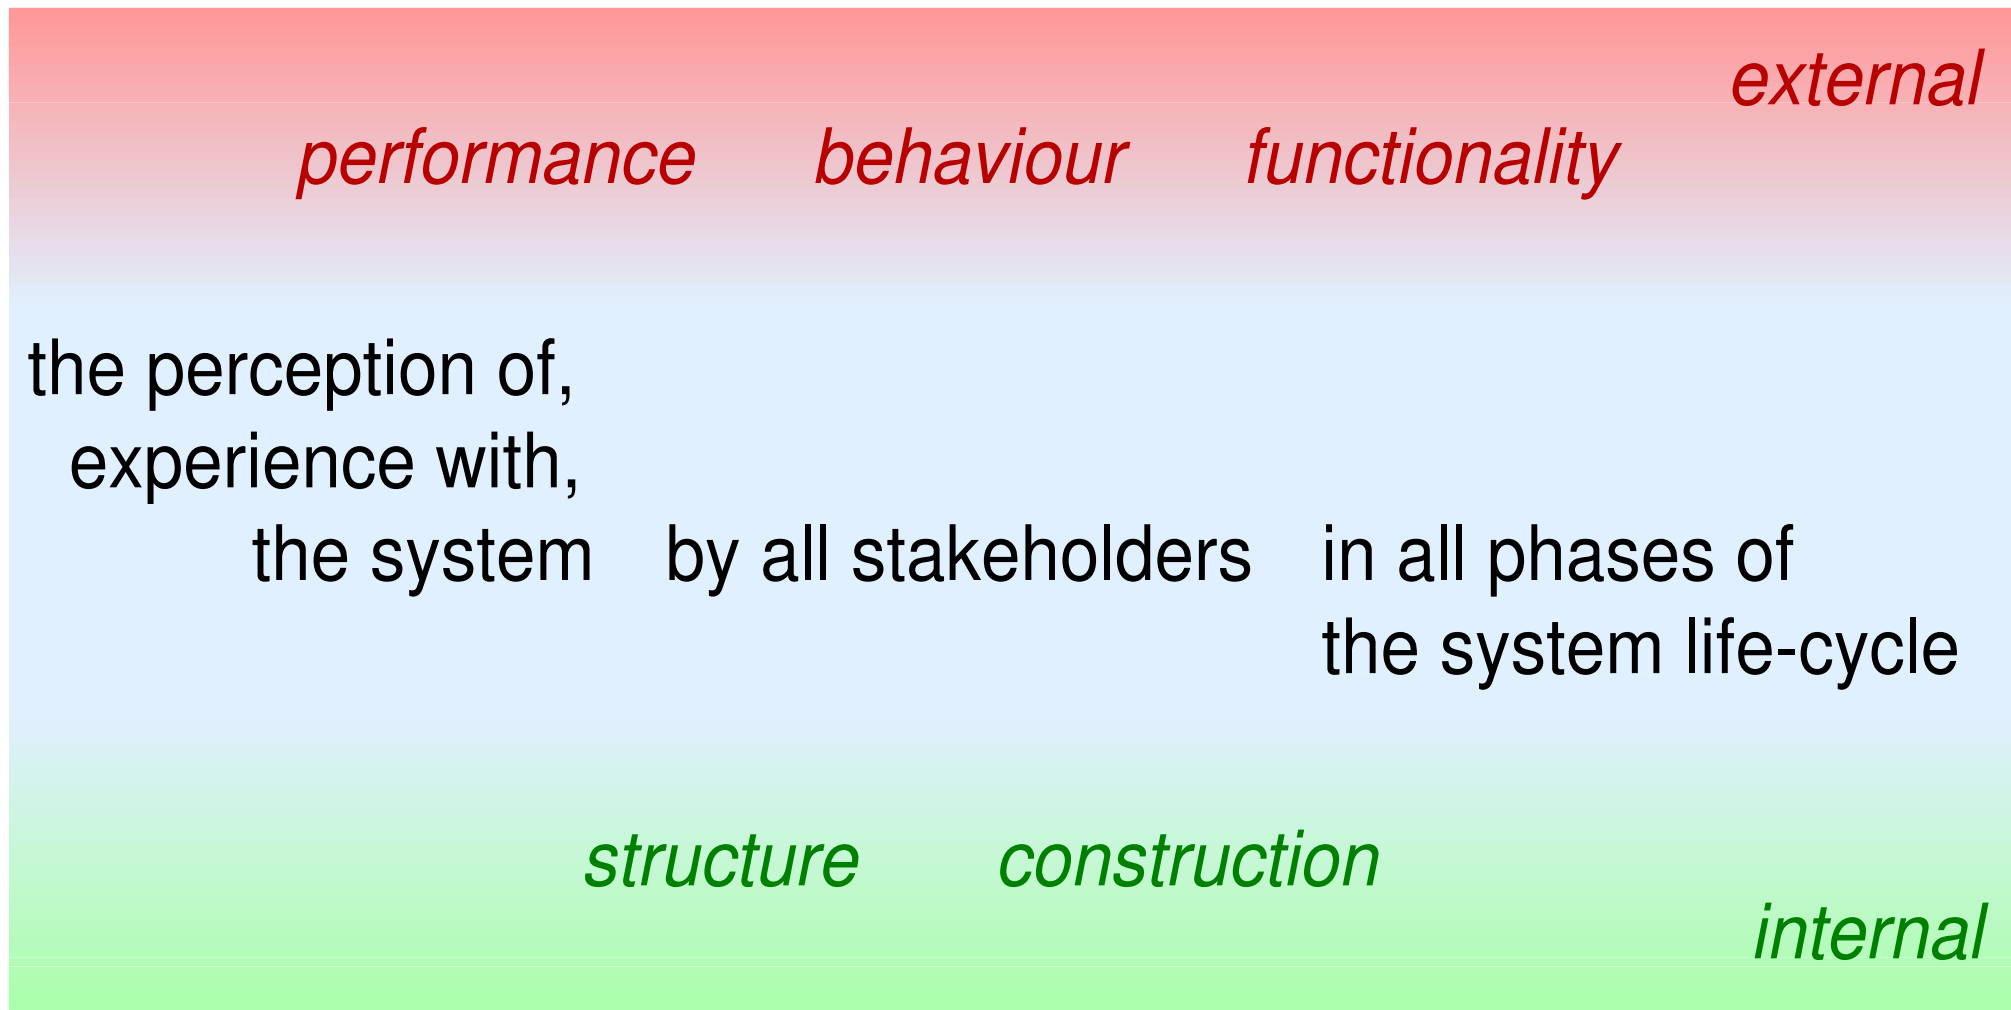 external
performance behaviour functionality
the perception of,
experience with,
the system by all stakeholders in all phases of
the system life-cycle
structure construction
internal